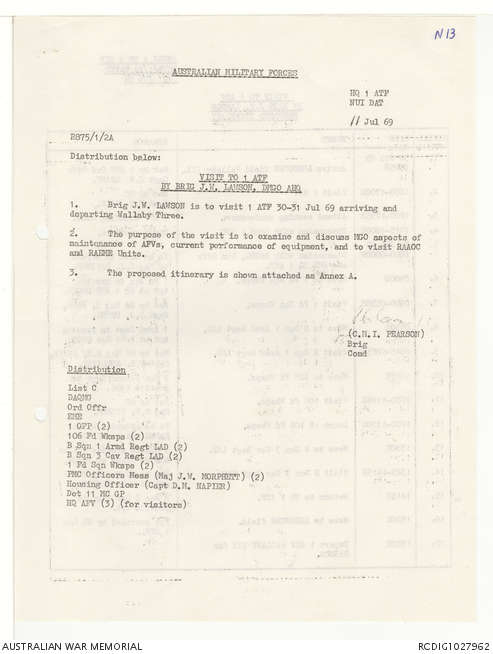 N13
AUSTRALIAN MILITARY FORCES
HQ 1 ATF
NUI DAT
11 Jul 69
R875/1/2A
Distribution below:
VISIT TO 1 ATF
BY BRIG J.W. LAWSON, DMGO AHQ
1. Brig J.W. LAWSON is to visit 1 ATF 30-31 Jul 69 arriving and
departing Wallaby Three.
2. The purpose of the visit is to examine and discuss MGO aspects of
maintenance of AFVs, current performance of equipment, and to visit RAAOC
and RAEME Units.
3. The proposed itinerary is shown attached as Annex A.
(C.M.I. PEARSON)
Brig
Comd
Distribution
List C
DAQMG
Ord Offr
EME
1 OFP (2)
106 Fd Wksps (2)
B Sqn 1 Armd Regt LAD (2)
B Sqn 3 Cav Regt LAD (2)
1 Fd Sqn Wksps (2)
PMC Officers Mess (Maj J.W. MORPHETT) (2)
Housing Officer (Capt D.M. NAPIER)
Det 11 MC GP
HQ AFV (3) (for visitors)
AUSTRALIAN WAR MEMORIAL
RCDIG1027962